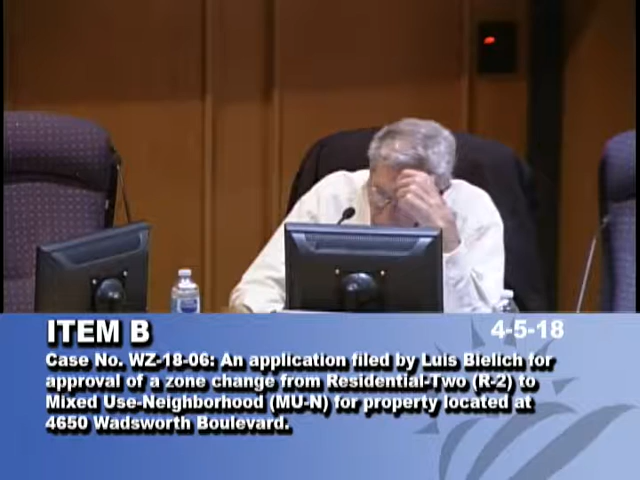 ITEM B
4-5-18
Case No. WZ-18-06: An application filed by Luis Bielich for
approval of a zone change from Residential-Two (R-2) to
Mixed Use-Neighborhood (MU-N) for property located at
4650 Wadsworth Boulevard.